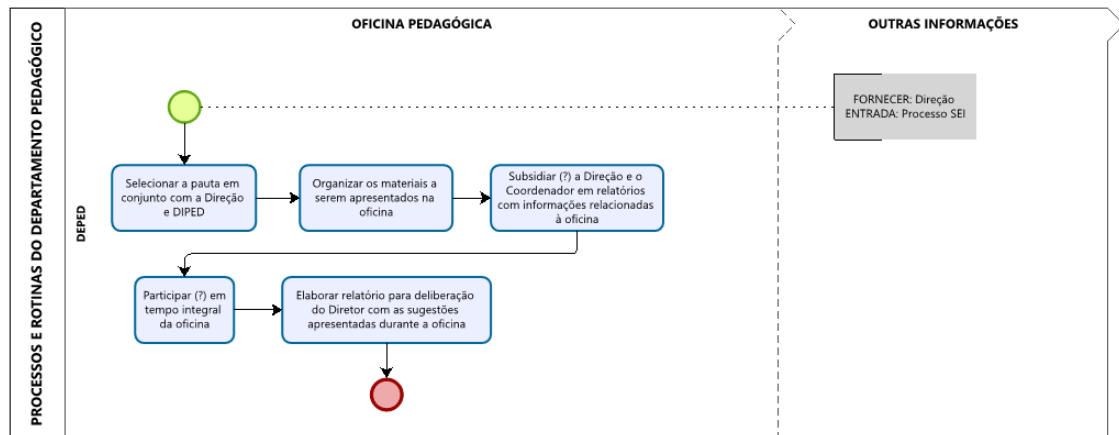 PROCESSOS E ROTINAS DO DEPARTAMENTO PEDAGÓGICO
DEPED
OFICINA PEDAGÓGICA
OUTRAS INFORMAÇÕES
FORNECER: Direção
ENTRADA: Processo SEI
Selecionar a pauta em
conjunto com a Direção
e DIPED
Organizar os materiais a
serem apresentados na
oficina
Subsidiar (?) a Direção e o
Coordenador em relatórios
com informações relacionadas
à oficina
Participar (?) em
tempo integral
da oficina
Elaborar relatório para deliberação
do Diretor com as sugestões
apresentadas durante a oficina